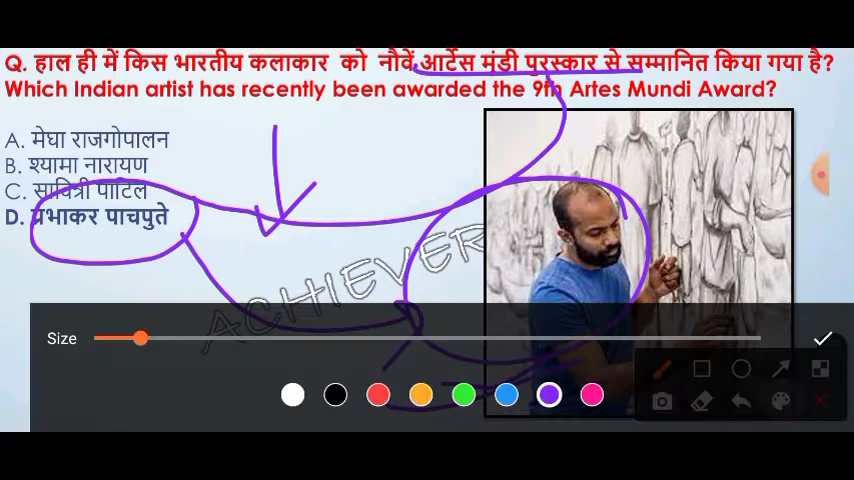 Q. हाल ही में किस भारतीय कलाकार को नौवें आर्टेस मंडी पुरस्कार से सम्मानित किया गया है?
Which Indian artist has recently been awarded the 9th Artes Mundi Award?
A. मेघा राजगोपालन
B. श्यामा नारायण
C. सावित्री पाटिल
D. प्रभाकर पाचपुते
ACHIEVER
Size